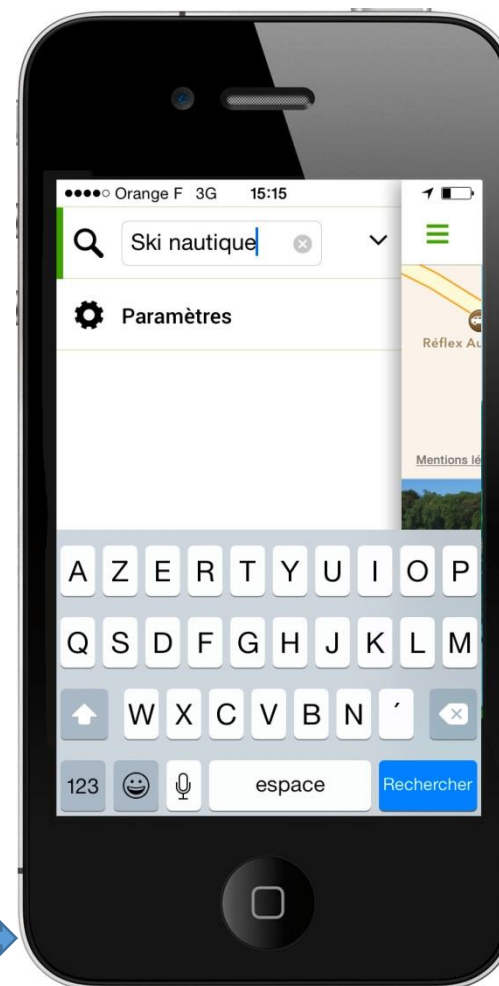 ●●●●○ Orange F 3G 15:15
Ski nautique
Paramètres
Réflex Au
Mentions lé
A Z E R T Y U I O P
Q S D F G H J K L M
W X C V B N ´
123 espace Rechercher